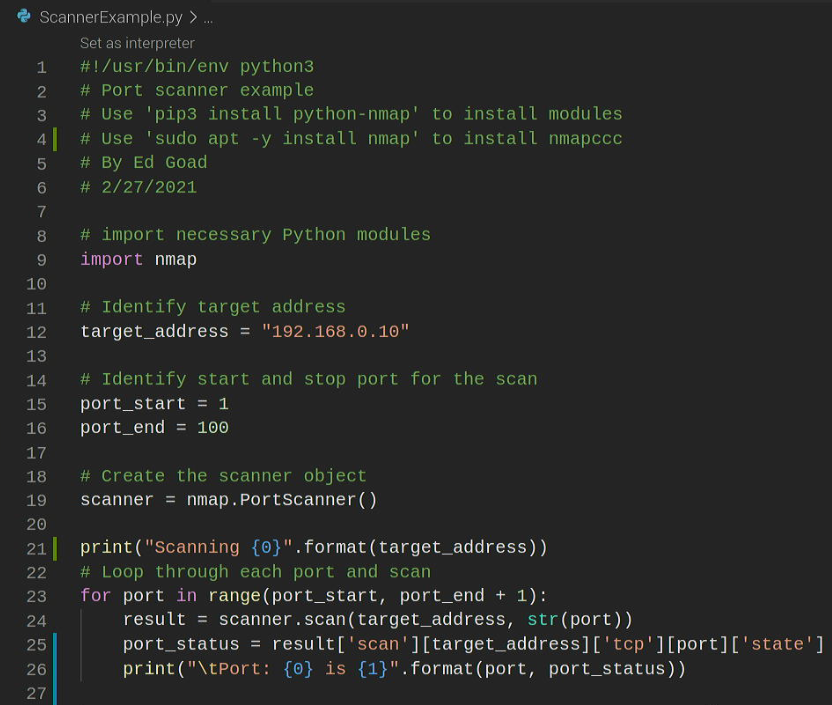 ScannerExample.py > ...
Set as interpreter
1 #!/usr/bin/env python3
2 # Port scanner example
3 # Use 'pip3 install python-nmap' to install modules
4 # Use 'sudo apt -y install nmap' to install nmapccc
5 # By Ed Goad
6 # 2/27/2021
7
8 # import necessary Python modules
9 import nmap
10
11 # Identify target address
12 target_address = "192.168.0.10"
13
14 # Identify start and stop port for the scan
15 port_start = 1
16 port_end = 100
17
18 # Create the scanner object
19 scanner = nmap.PortScanner()
20
21 print("Scanning {0}".format(target_address))
22 # Loop through each port and scan
23 for port in range(port_start, port_end + 1):
24     result = scanner.scan(target_address, str(port))
25     port_status = result['scan'][target_address]['tcp'][port]['state']
26     print("\tPort: {0} is {1}".format(port, port_status))
27